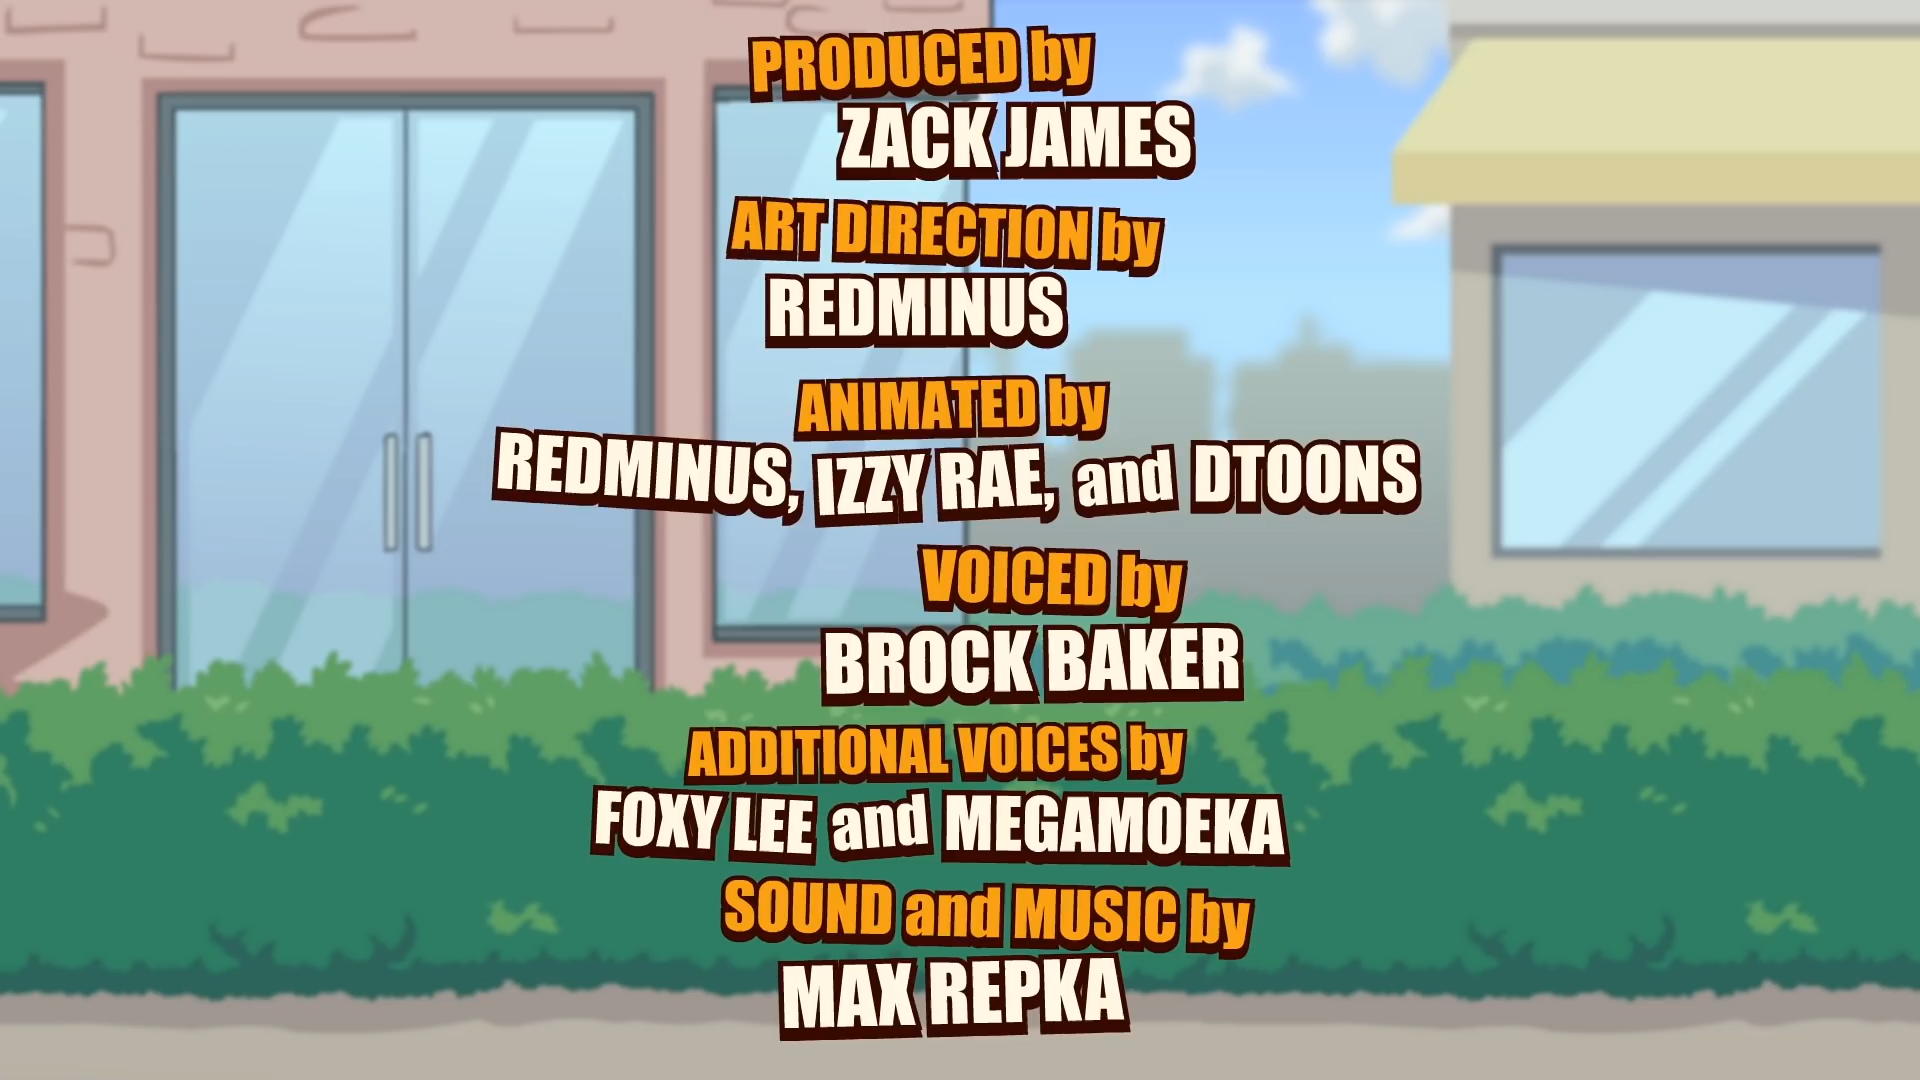 PRODUCED by
ZACK JAMES
ART DIRECTION by
REDMINUS
ANIMATED by
REDMINUS, IZZY RAE, and DTOONS
VOICED by
BROCK BAKER
ADDITIONAL VOICES by
FOXY LEE and MEGAMOEKA
SOUND and MUSIC by
MAX REPKA